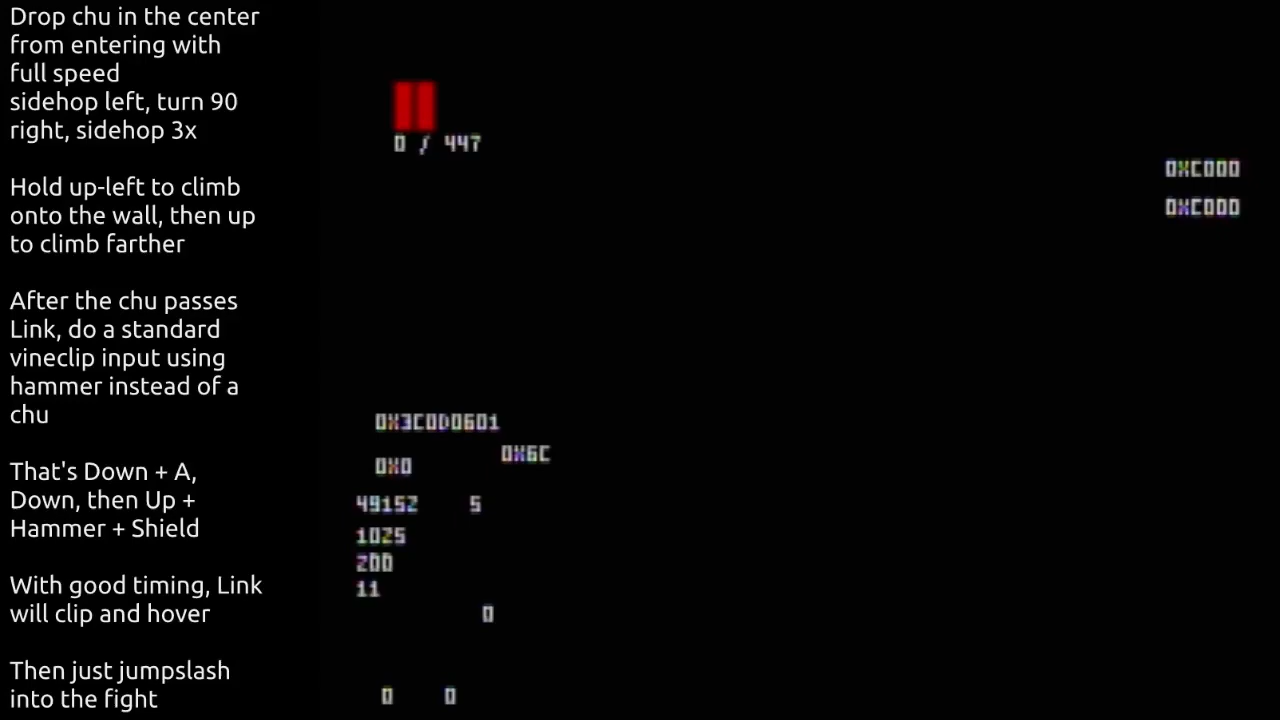 Drop chu in the center
from entering with
full speed
sidehop left, turn 90
right, sidehop 3x
Hold up-left to climb
onto the wall, then up
to climb farther
After the chu passes
Link, do a standard
vineclip input using
hammer instead of a
chu
That's Down + A,
Down, then Up +
Hammer + Shield
With good timing, Link
will clip and hover
Then just jumpslash
into the fight
0 / 447
0XC000
0XC000
0X3C0D0601
0X6C
0X0
49152 5
1025
200
11
0
0 0